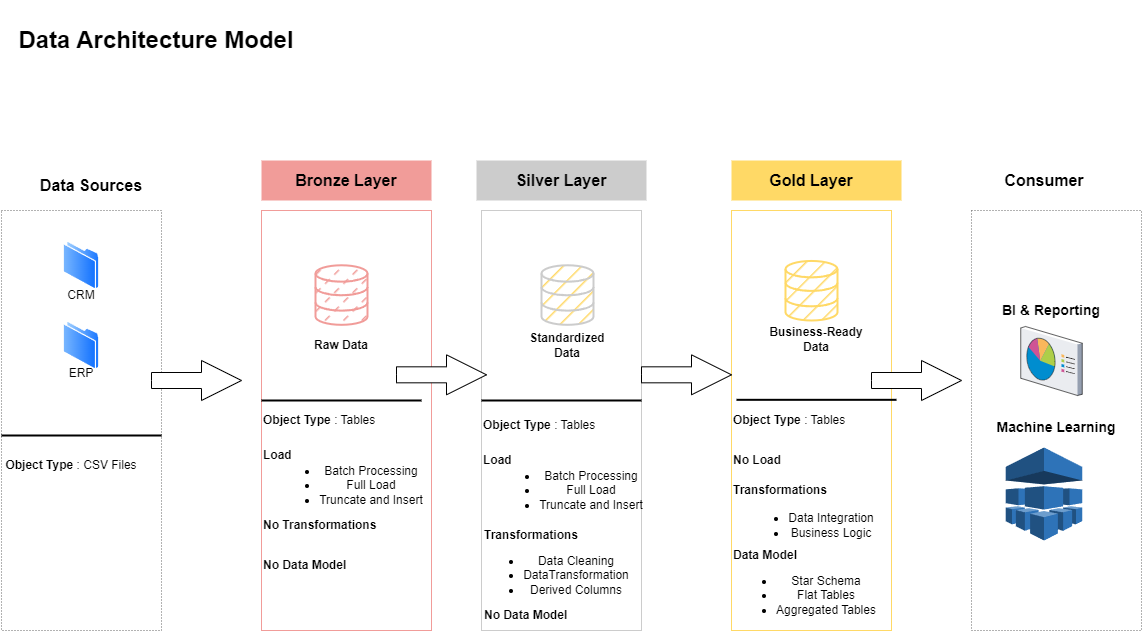 Data Architecture Model
Data Sources
CRM
ERP
Object Type : CSV Files
Bronze Layer
Raw Data
Object Type : Tables
Load
Batch Processing
Full Load
Truncate and Insert
No Transformations
No Data Model
Silver Layer
Standardized
Data
Object Type : Tables
Load
Batch Processing
Full Load
Truncate and Insert
Transformations
Data Cleaning
DataTransformation
Derived Columns
No Data Model
Gold Layer
Business-Ready
Data
Object Type : Tables
No Load
Transformations
Data Integration
Business Logic
Data Model
Star Schema
Flat Tables
Aggregated Tables
Consumer
BI & Reporting
Machine Learning